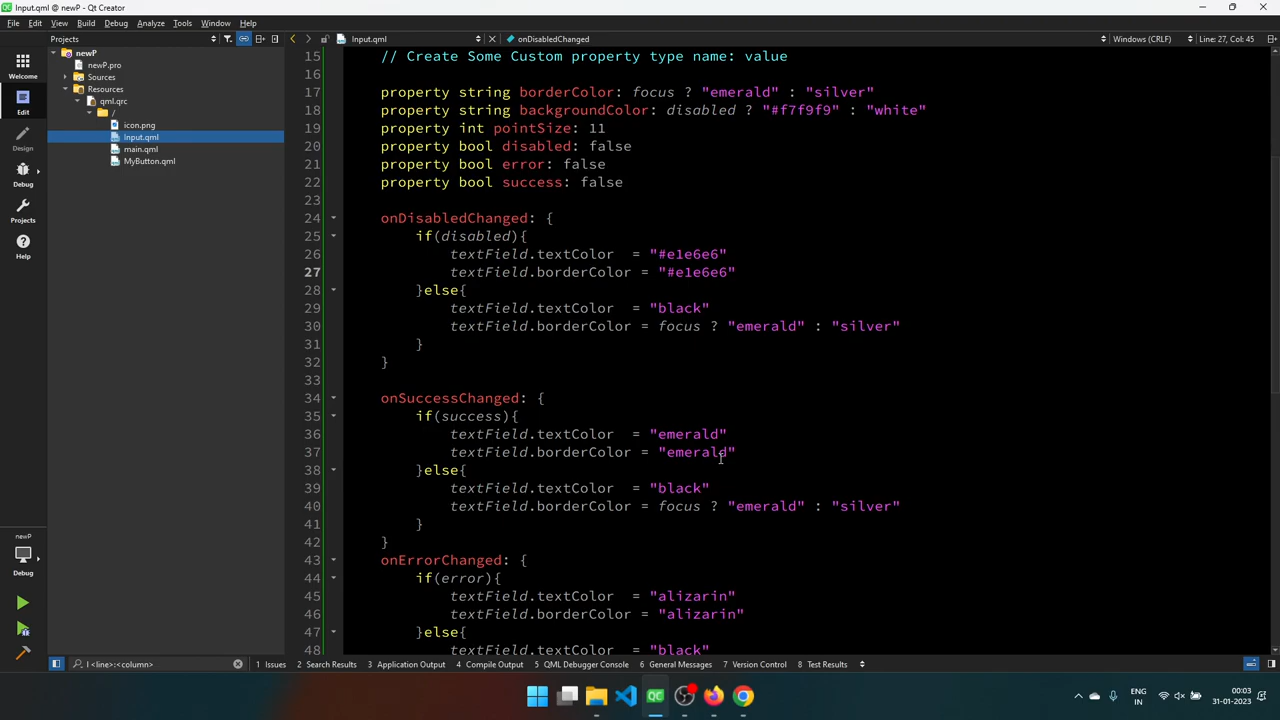 Input.qml @ newP - Qt Creator
File Edit View Build Debug Analyze Tools Window Help
Projects
Input.qml
onDisabledChanged
Windows (CRLF)
Line: 27, Col: 45
Welcome
Edit
Design
Debug
Projects
Help
newP
Debug
newP
newP.pro
Sources
Resources
qml.qrc
/
icon.png
Input.qml
main.qml
MyButton.qml
15 // Create Some Custom property type name: value
16
17 property string borderColor: focus ? "emerald" : "silver"
18 property string backgroundColor: disabled ? "#f7f9f9" : "white"
19 property int pointSize: 11
20 property bool disabled: false
21 property bool error: false
22 property bool success: false
23
24 onDisabledChanged: {
25 if(disabled){
26 textField.textColor = "#e1e6e6"
27 textField.borderColor = "#e1e6e6"
28 }else{
29 textField.textColor = "black"
30 textField.borderColor = focus ? "emerald" : "silver"
31 }
32 }
33
34 onSuccessChanged: {
35 if(success){
36 textField.textColor = "emerald"
37 textField.borderColor = "emerald"
38 }else{
39 textField.textColor = "black"
40 textField.borderColor = focus ? "emerald" : "silver"
41 }
42 }
43 onErrorChanged: {
44 if(error){
45 textField.textColor = "alizarin"
46 textField.borderColor = "alizarin"
47 }else{
48 textField.textColor = "black"
l <line>:<column>
1 Issues 2 Search Results 3 Application Output 4 Compile Output 5 QML Debugger Console 6 General Messages 7 Version Control 8 Test Results
QC
ENG
IN
00:03
31-01-2023